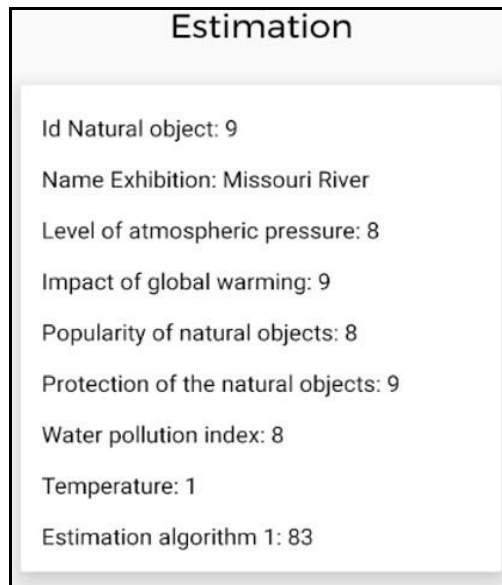 Estimation
Id Natural object: 9
Name Exhibition: Missouri River
Level of atmospheric pressure: 8
Impact of global warming: 9
Popularity of natural objects: 8
Protection of the natural objects: 9
Water pollution index: 8
Temperature: 1
Estimation algorithm 1: 83